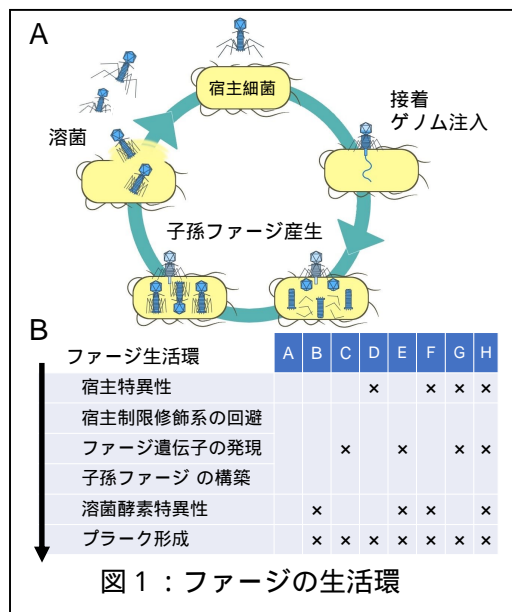 A
宿主細菌
接着
ゲノム注入
溶菌
子孫ファージ産生
B
ファージ生活環 A B C D E F G H
宿主特異性 × × × ×
宿主制限修飾系の回避
ファージ遺伝子の発現 × × × ×
子孫ファージ の構築
溶菌酵素特異性 × × × ×
プラーク形成 × × × × × × ×
図1:ファージの生活環